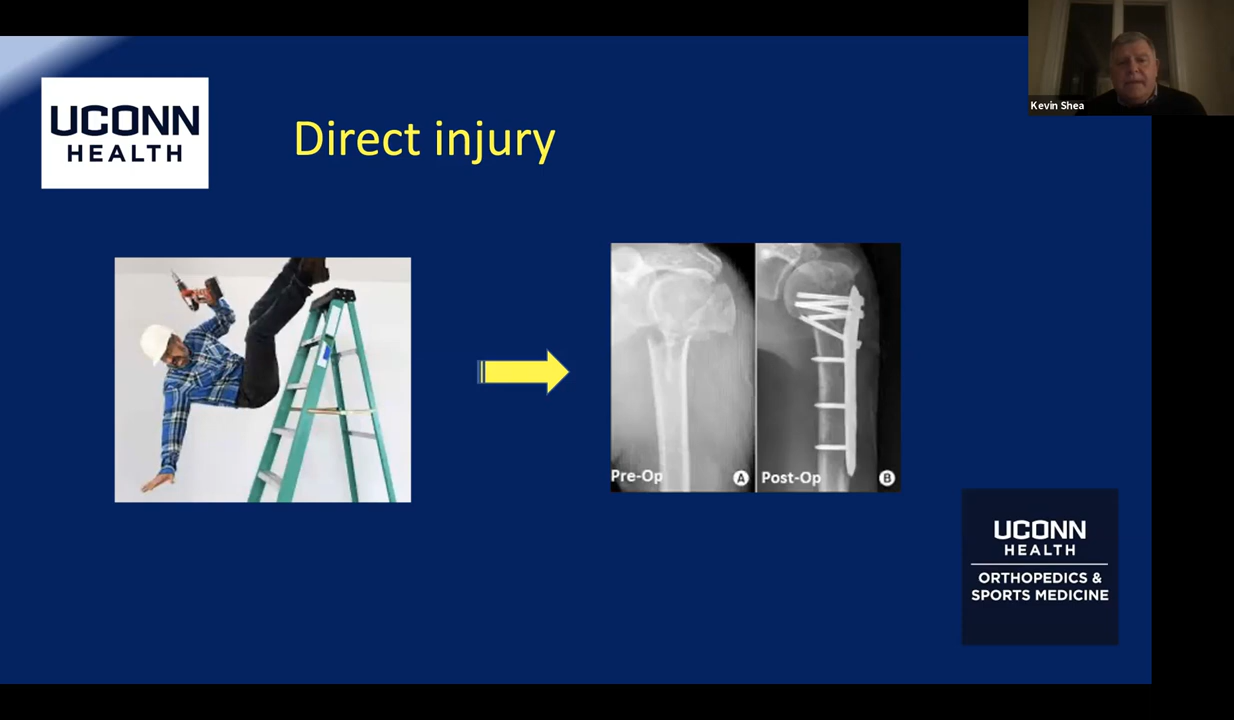 Kevin Shea
UCONN
HEALTH
Direct injury
Pre-Op
A
Post-Op
B
UCONN
HEALTH
ORTHOPEDICS &
SPORTS MEDICINE